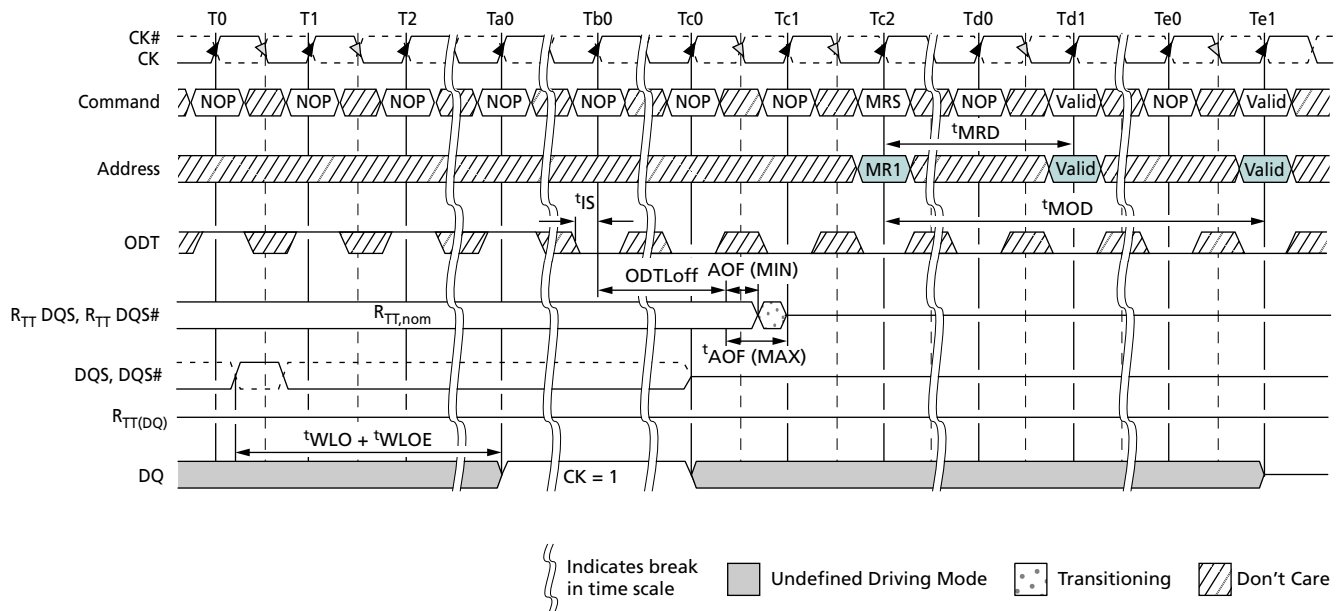 T0 T1 T2 Ta0 Tb0 Tc0 Tc1 Tc2 Td0 Td1 Te0 Te1
CK#
CK
Command NOP NOP NOP NOP NOP NOP NOP MRS NOP Valid NOP Valid
tMRD
Address MR1 Valid Valid
tIS tMOD
ODT
ODTLoff AOF (MIN)
RTT DQS, RTT DQS# RTT,nom
tAOF (MAX)
DQS, DQS#
RTT(DQ)
tWLO + tWLOE
DQ CK = 1
Indicates break
in time scale
Undefined Driving Mode
Transitioning
Don't Care